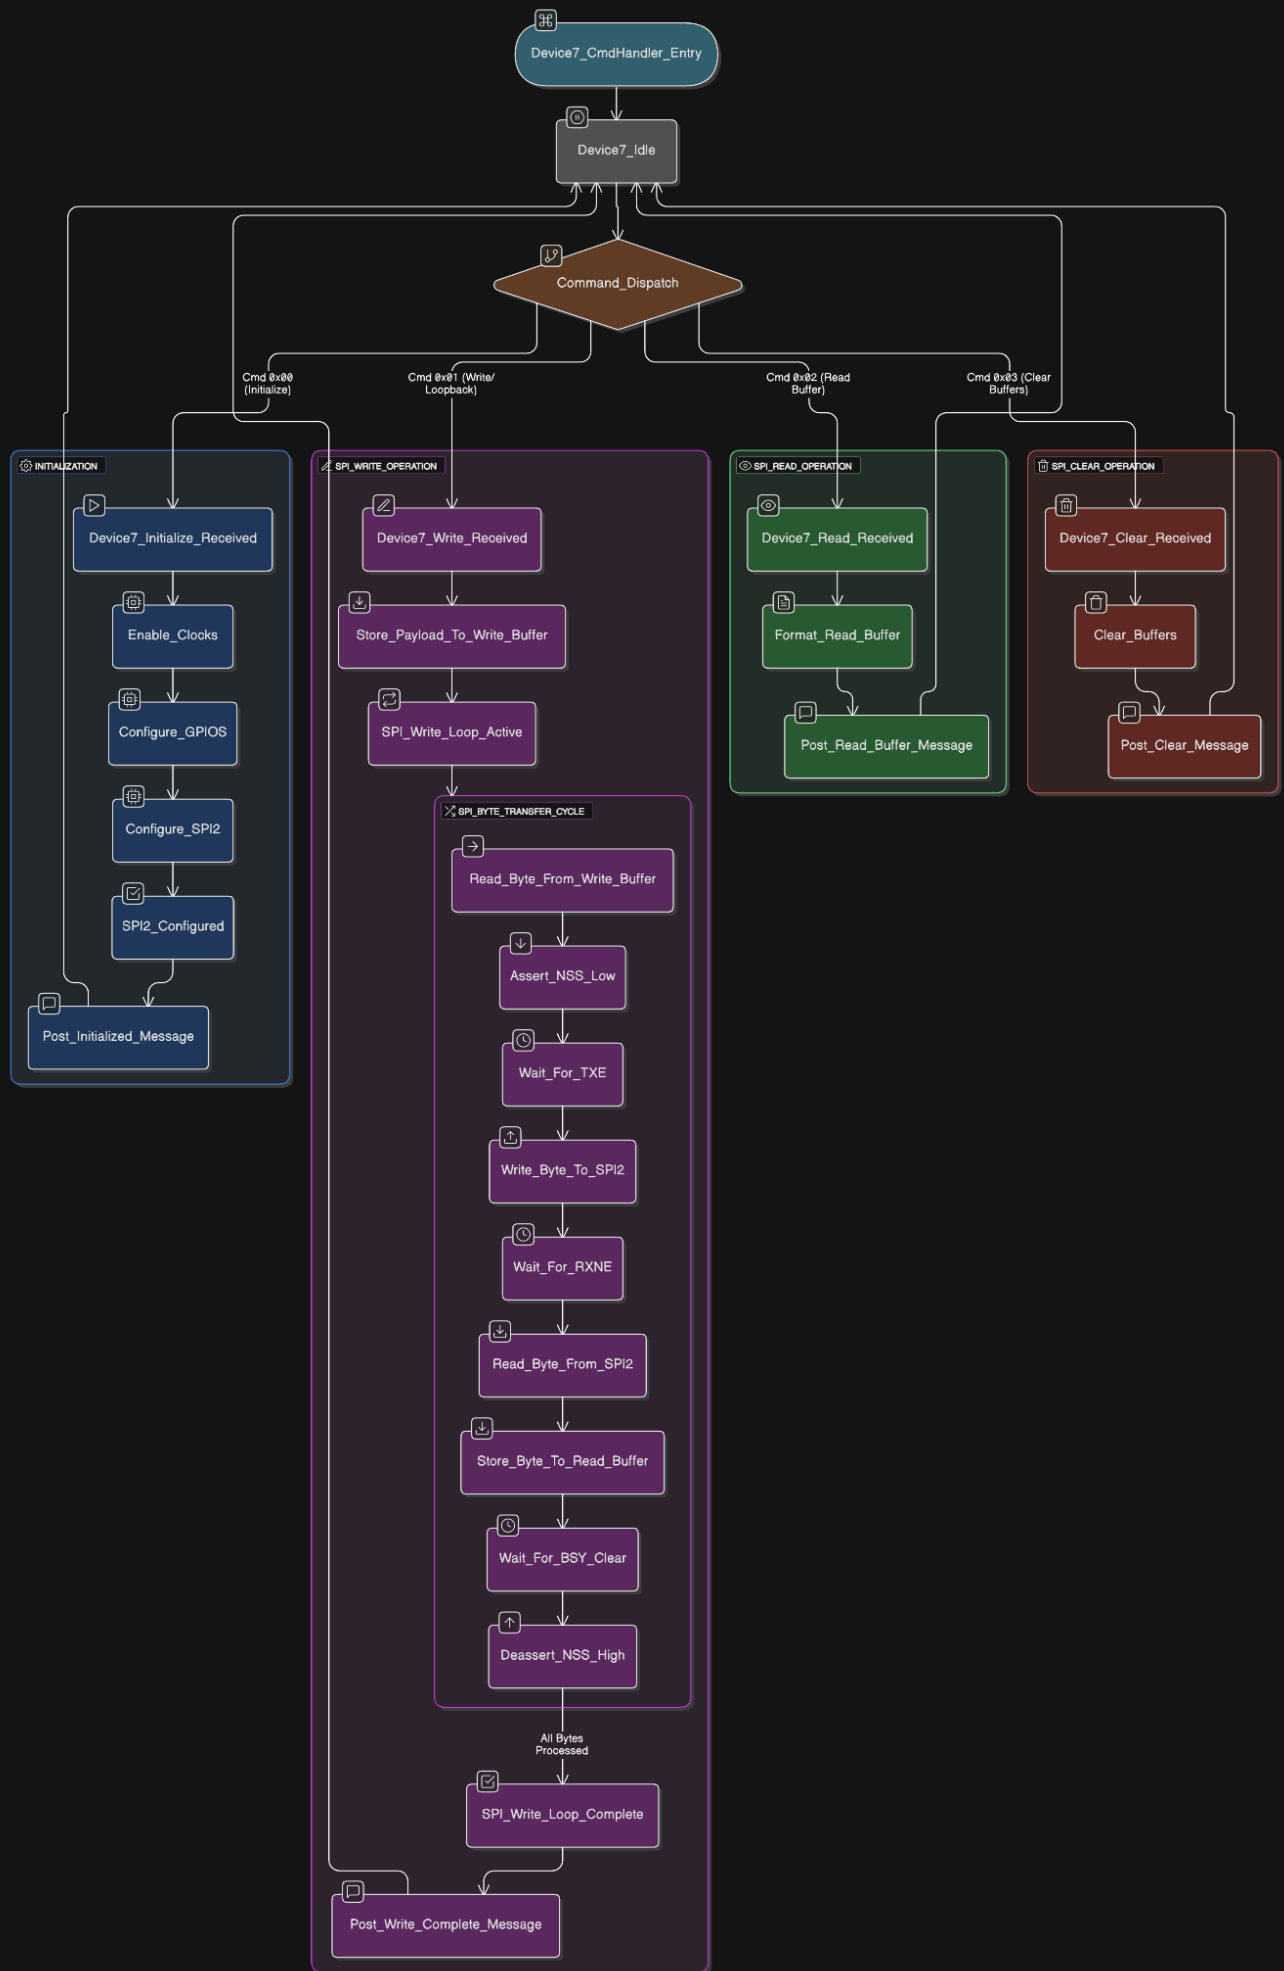 Device7_CmdHandler_Entry
Device7_Idle
Command_Dispatch
Cmd 0x00
(Initialize)
Cmd 0x01 (Write/
Loopback)
Cmd 0x02 (Read
Buffer)
Cmd 0x03 (Clear
Buffers)
INITIALIZATION
Device7_Initialize_Received
Enable_Clocks
Configure_GPIOS
Configure_SPI2
SPI2_Configured
Post_Initialized_Message
SPI_WRITE_OPERATION
Device7_Write_Received
Store_Payload_To_Write_Buffer
SPI_Write_Loop_Active
SPI_BYTE_TRANSFER_CYCLE
Read_Byte_From_Write_Buffer
Assert_NSS_Low
Wait_For_TXE
Write_Byte_To_SPI2
Wait_For_RXNE
Read_Byte_From_SPI2
Store_Byte_To_Read_Buffer
Wait_For_BSY_Clear
Deassert_NSS_High
All Bytes
Processed
SPI_Write_Loop_Complete
Post_Write_Complete_Message
SPI_READ_OPERATION
Device7_Read_Received
Format_Read_Buffer
Post_Read_Buffer_Message
SPI_CLEAR_OPERATION
Device7_Clear_Received
Clear_Buffers
Post_Clear_Message